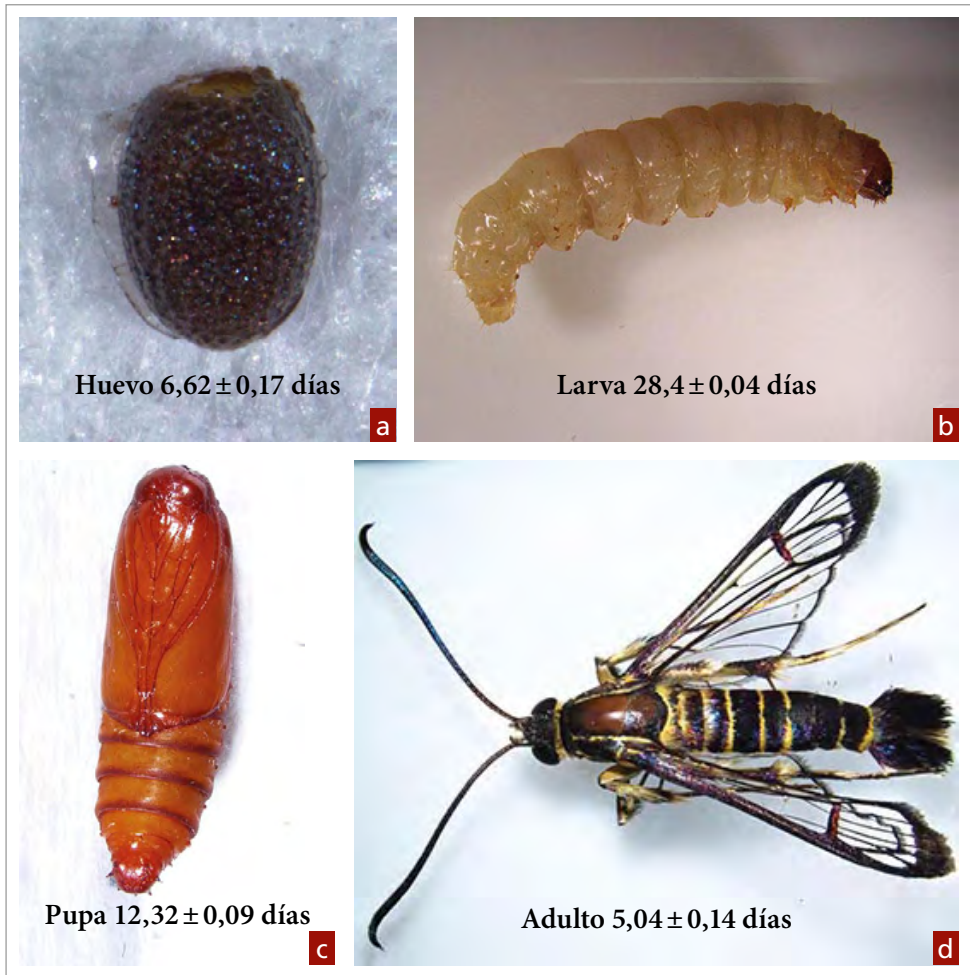 Huevo 6,62 ± 0,17 días
a
Larva 28,4 ± 0,04 días
b
Pupa 12,32 ± 0,09 días
c
Adulto 5,04 ± 0,14 días
d